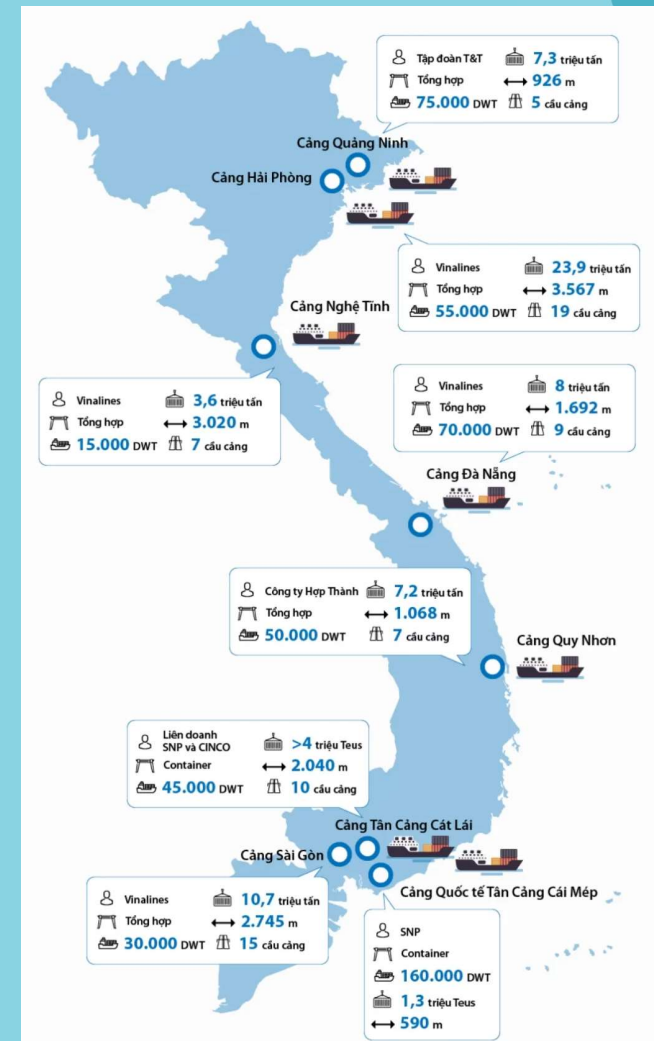 Tập đoàn T&T 7,3 triệu tấn
Tổng hợp 926 m
75.000 DWT 5 cầu cảng
Cảng Quảng Ninh
Cảng Hải Phòng
Vinalines 23,9 triệu tấn
Tổng hợp 3.567 m
55.000 DWT 19 cầu cảng
Cảng Nghệ Tĩnh
Vinalines 3,6 triệu tấn
Tổng hợp 3.020 m
15.000 DWT 7 cầu cảng
Vinalines 8 triệu tấn
Tổng hợp 1.692 m
70.000 DWT 9 cầu cảng
Cảng Đà Nẵng
Công ty Hợp Thành 7,2 triệu tấn
Tổng hợp 1.068 m
50.000 DWT 7 cầu cảng
Cảng Quy Nhơn
Liên doanh
SNP và CINCO >4 triệu Teus
Container 2.040 m
45.000 DWT 10 cầu cảng
Cảng Tân Cảng Cát Lái
Cảng Sài Gòn
Cảng Quốc tế Tân Cảng Cái Mép
Vinalines 10,7 triệu tấn
Tổng hợp 2.745 m
30.000 DWT 15 cầu cảng
SNP
Container
160.000 DWT
1,3 triệu Teus
590 m